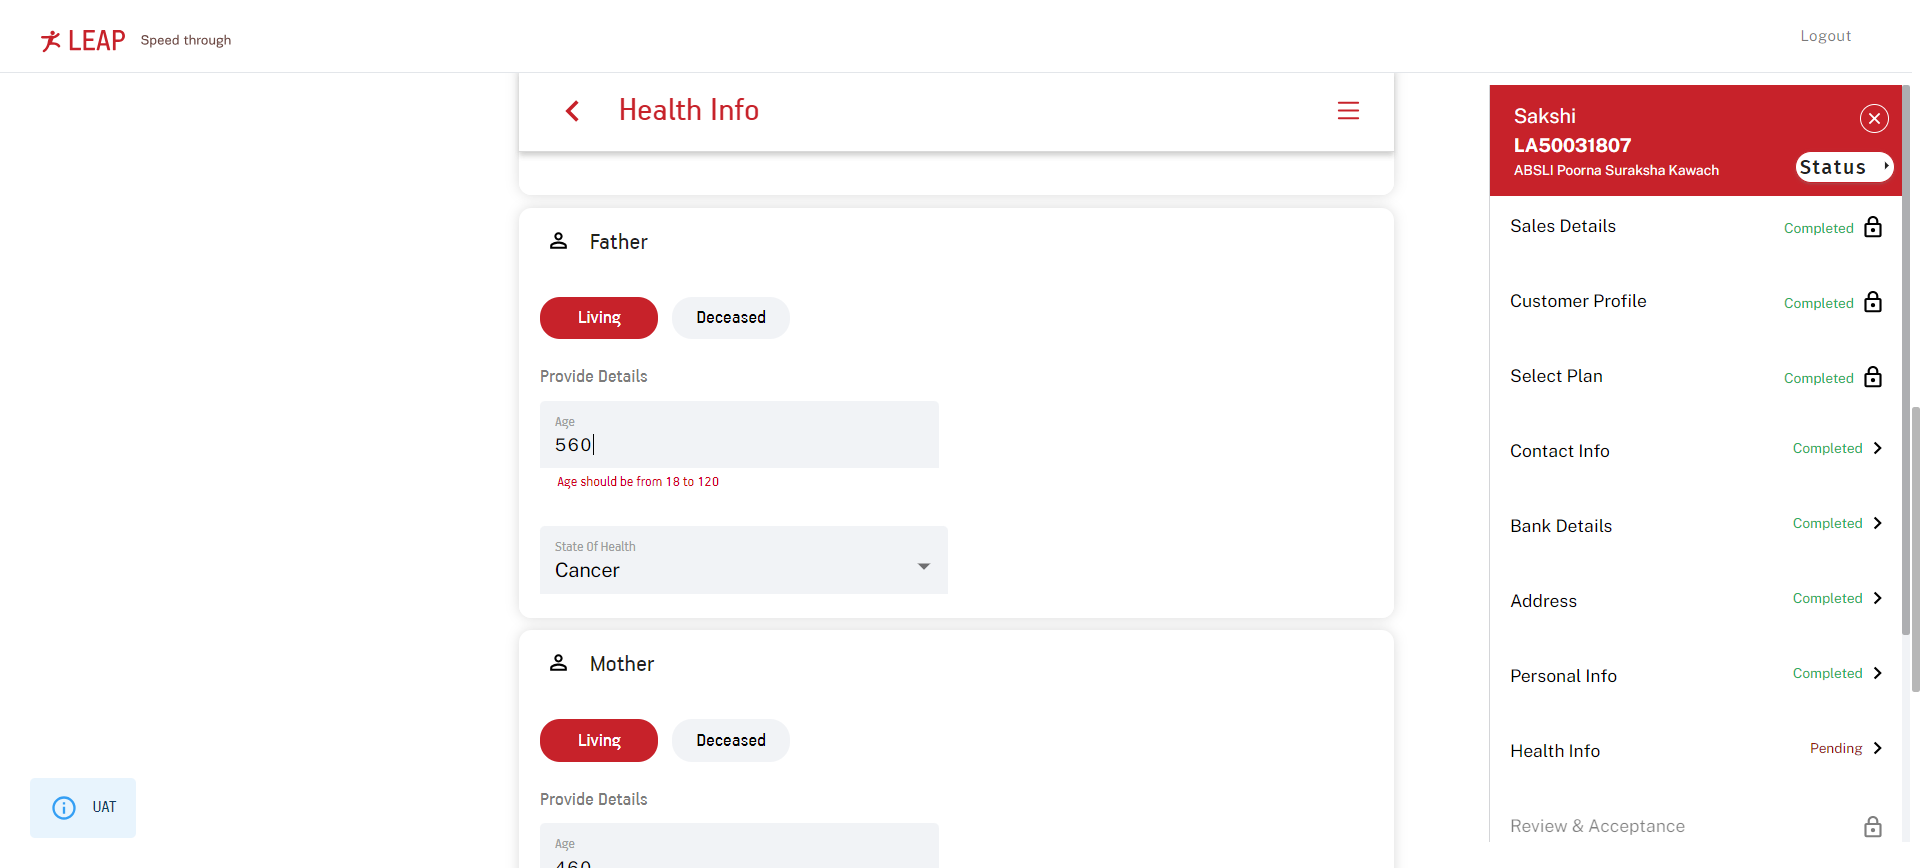 LEAP Speed through
Logout
Health Info
Father
Living Deceased
Provide Details
Age
560
Age should be from 18 to 120
State Of Health
Cancer
Mother
Living Deceased
Provide Details
Age
460
UAT
Sakshi
LA50031807
ABSLI Poorna Suraksha Kawach
Status
Sales Details Completed
Customer Profile Completed
Select Plan Completed
Contact Info Completed
Bank Details Completed
Address Completed
Personal Info Completed
Health Info Pending
Review & Acceptance